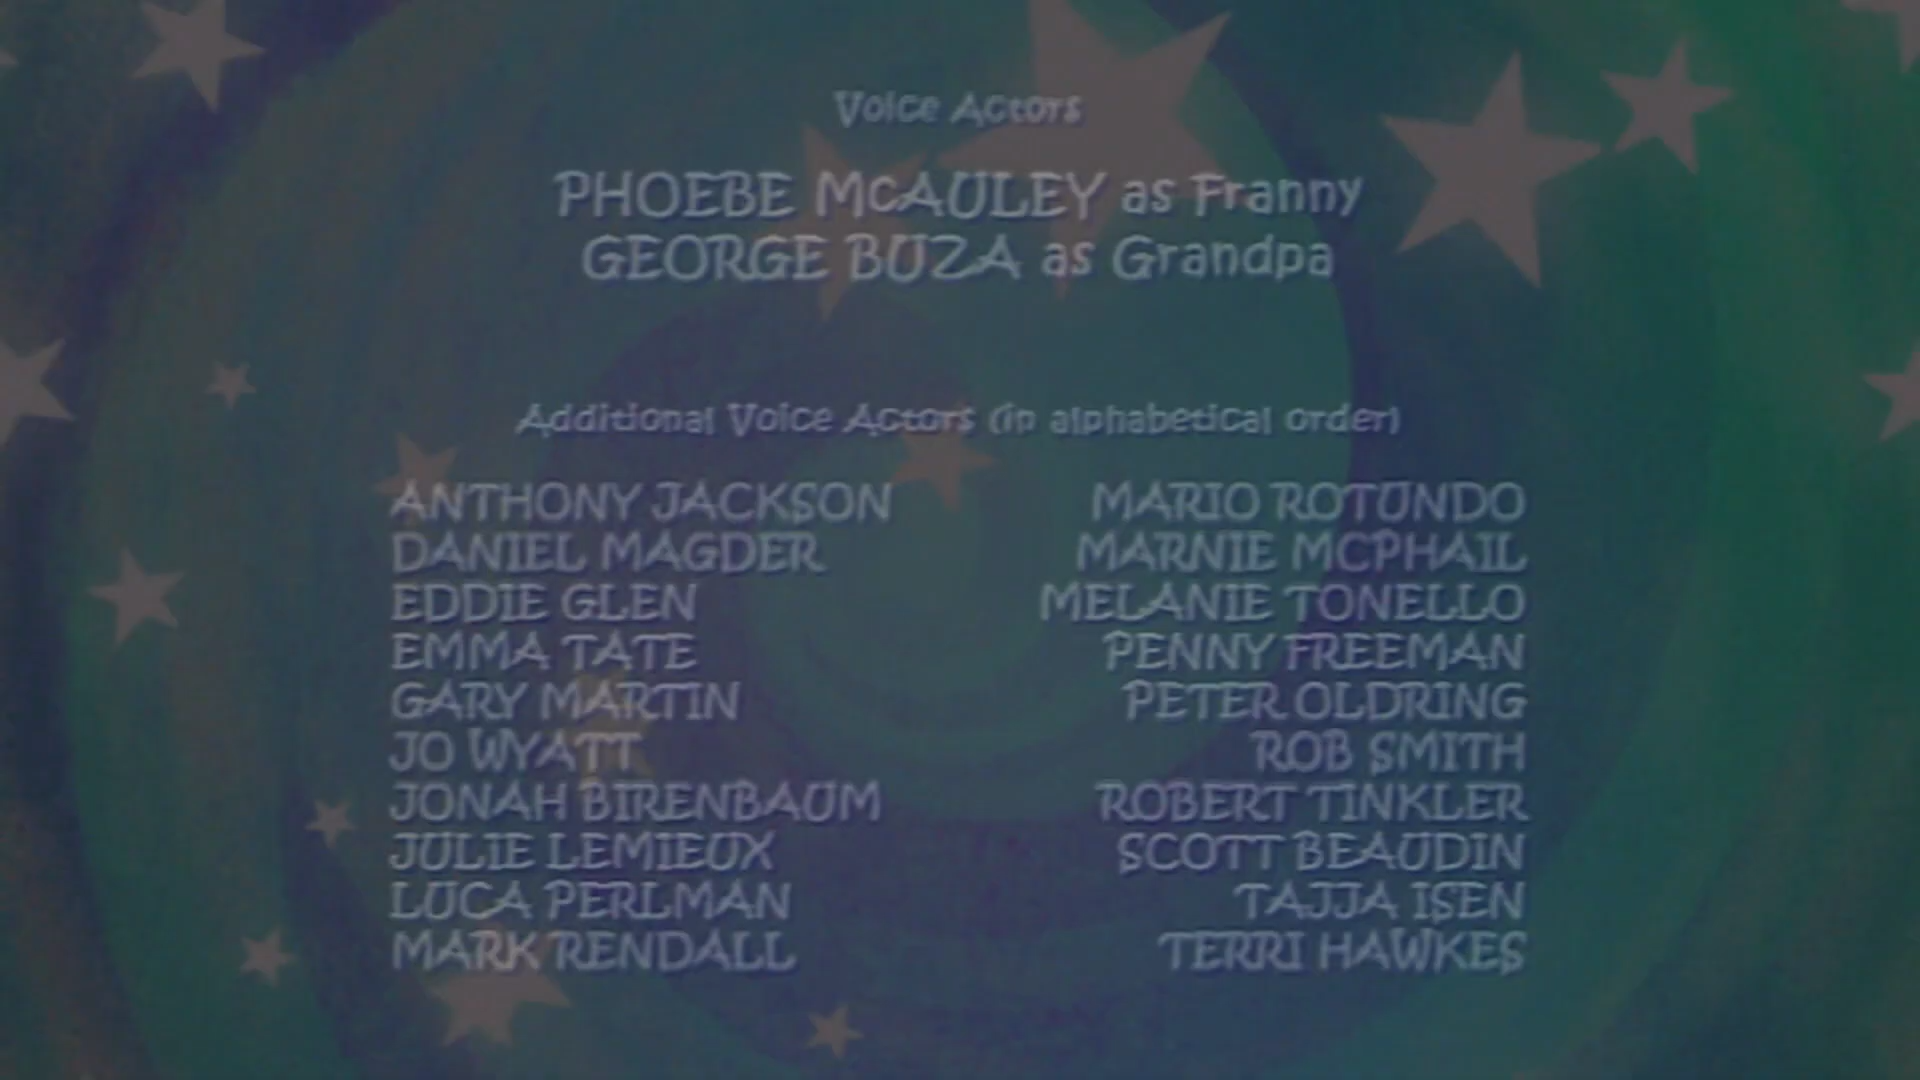 Voice Actors
PHOEBE McAULEY as Franny
GEORGE BUZA as Grandpa
Additional Voice Actors (in alphabetical order)
ANTHONY JACKSON
DANIEL MAGDER
EDDIE GLEN
EMMA TATE
GARY MARTIN
JO WYATT
JONAH BIRENBAUM
JULIE LEMIEUX
LUCA PERLMAN
MARK RENDALL
MARIO ROTUNDO
MARNIE MCPHAIL
MELANIE TONELLO
PENNY FREEMAN
PETER OLDRING
ROB SMITH
ROBERT TINKLER
SCOTT BEAUDIN
TAJJA ISEN
TERRI HAWKES